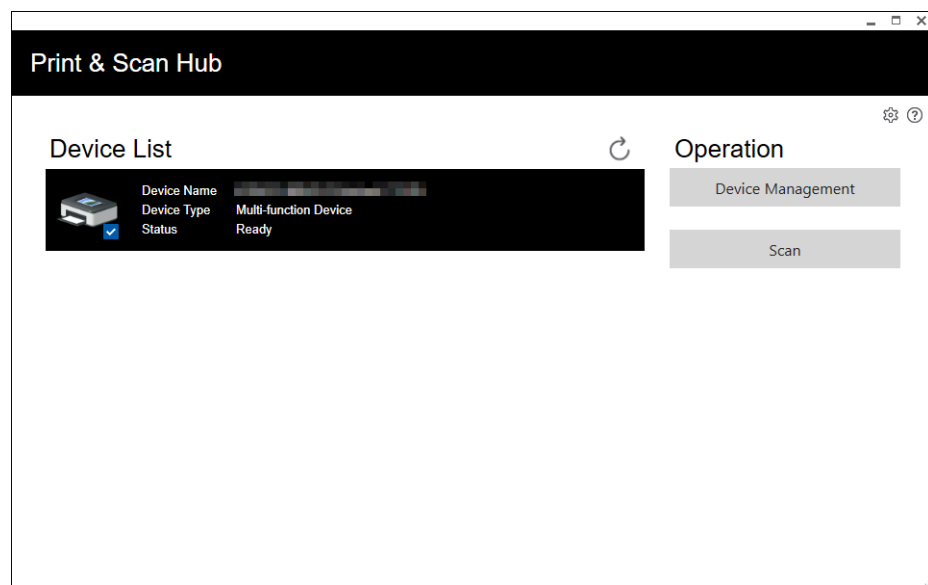 Print & Scan Hub
Device List
Device Name
Device Type Multi-function Device
Status Ready
Operation
Device Management
Scan